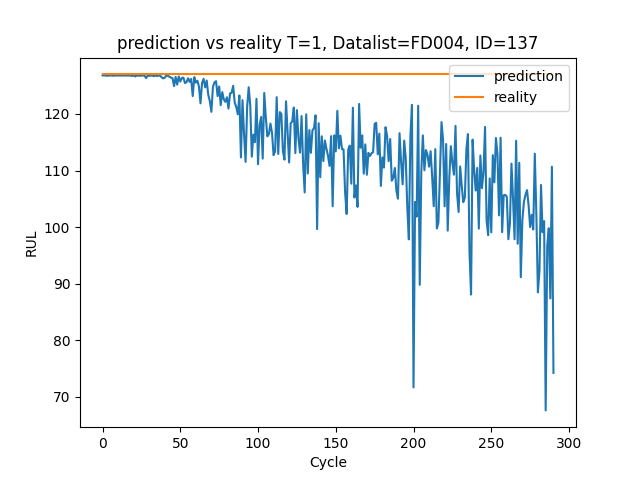 prediction vs reality T=1, Datalist=FD004, ID=137
prediction
reality
RUL
120
110
100
90
80
70
0 50 100 150 200 250 300
Cycle